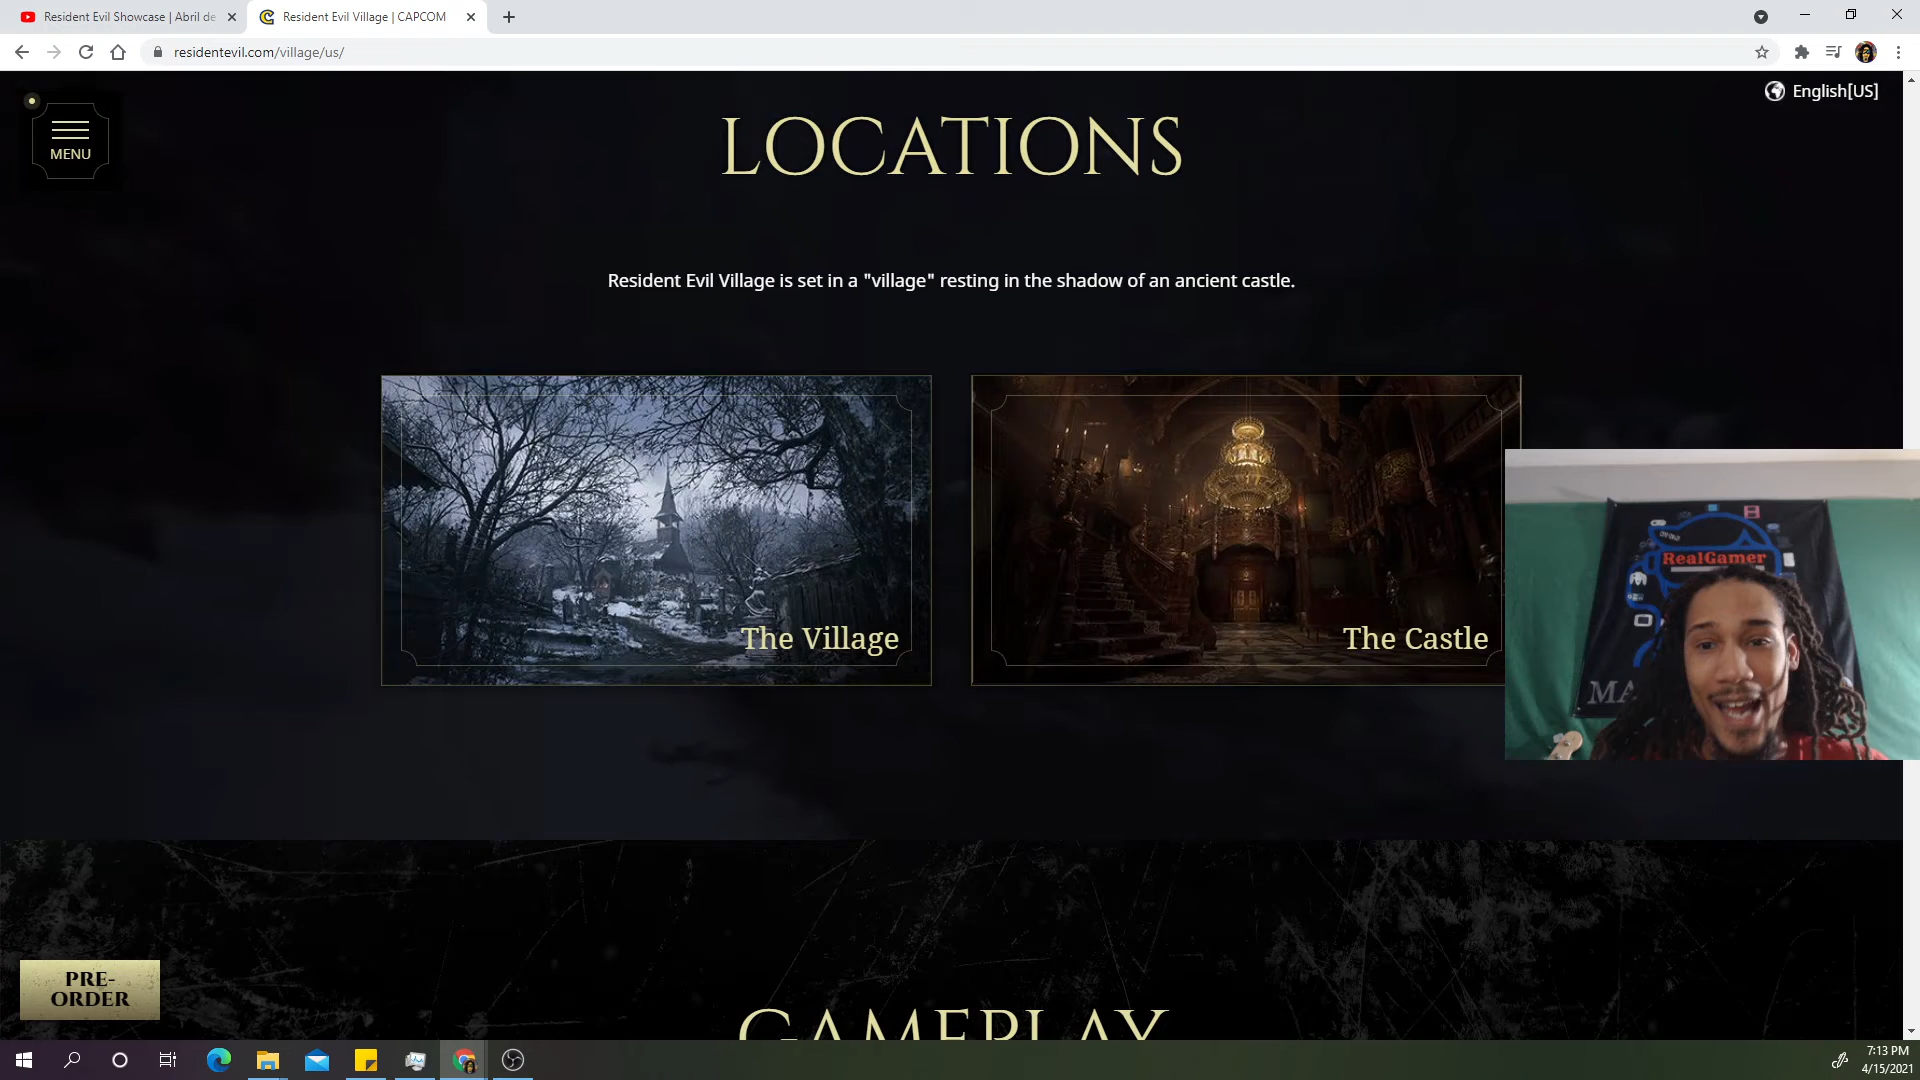 Resident Evil Showcase | Abril de
Resident Evil Village | CAPCOM
residentevil.com/village/us/
English[US]
MENU
LOCATIONS
Resident Evil Village is set in a "village" resting in the shadow of an ancient castle.
The Village
The Castle
RealGamer
MA
PRE-
ORDER
GAMEPLAY
7:13 PM
4/15/2021